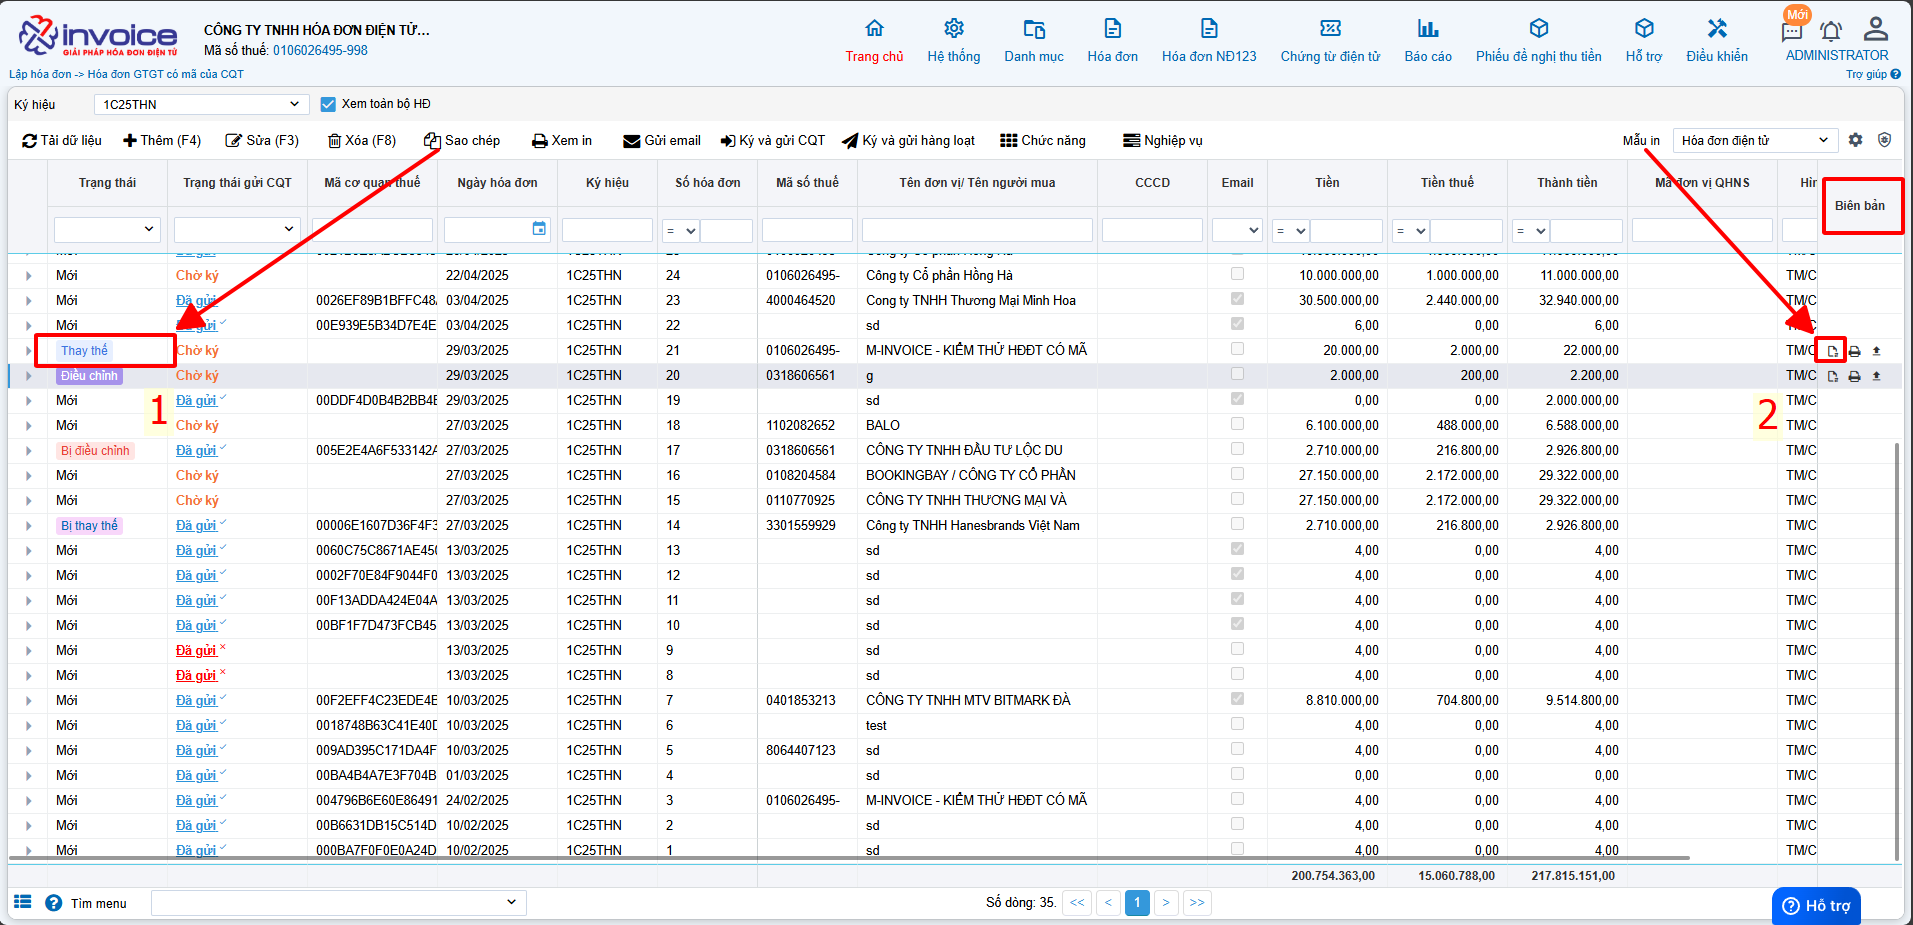 invoice
GIẢI PHÁP HÓA ĐƠN ĐIỆN TỬ
CÔNG TY TNHH HÓA ĐƠN ĐIỆN TỬ...
Mã số thuế: 0106026495-998
Trang chủ
Hệ thống
Danh mục
Hóa đơn
Hóa đơn NĐ123
Chứng từ điện tử
Báo cáo
Phiếu đề nghị thu tiền
Hỗ trợ
Điều khiển
Mới
ADMINISTRATOR
Lập hóa đơn -> Hóa đơn GTGT có mã của CQT
Trợ giúp
Ký hiệu 1C25THN Xem toàn bộ HĐ
Tải dữ liệu Thêm (F4) Sửa (F3) Xóa (F8) Sao chép Xem in Gửi email Ký và gửi CQT Ký và gửi hàng loạt Chức năng Nghiệp vụ Mẫu in Hóa đơn điện tử
Trạng thái Trạng thái gửi CQT Mã cơ quan thuế Ngày hóa đơn Ký hiệu Số hóa đơn Mã số thuế Tên đơn vị/ Tên người mua CCCD Email Tiền Tiền thuế Thành tiền Mã đơn vị QHNS Hìn Biên bản
= = = =
Mới Chờ ký 22/04/2025 1C25THN 24 0106026495- Công ty Cổ phần Hồng Hà 10.000.000,00 1.000.000,00 11.000.000,00 TM/C
Mới Đã gửi 0026EF89B1BFFC48 03/04/2025 1C25THN 23 4000464520 Cong ty TNHH Thương Mại Minh Hoa 30.500.000,00 2.440.000,00 32.940.000,00 TM/C
Mới Đã gửi 00E939E5B34D7E4E 03/04/2025 1C25THN 22 sd 6,00 0,00 6,00
Thay thế Chờ ký 29/03/2025 1C25THN 21 0106026495- M-INVOICE - KIỂM THỬ HĐĐT CÓ MÃ 20.000,00 2.000,00 22.000,00 TM/C
Điều chỉnh Chờ ký 29/03/2025 1C25THN 20 0318606561 g 2.000,00 200,00 2.200,00 TM/C
Mới Đã gửi 00DDF4D0B4B2BB4E 29/03/2025 1C25THN 19 sd 0,00 0,00 2.000.000,00 TM/C
1
2
Mới Chờ ký 27/03/2025 1C25THN 18 1102082652 BALO 6.100.000,00 488.000,00 6.588.000,00 TM/C
Bị điều chỉnh Đã gửi 005E2E4A6F533142A 27/03/2025 1C25THN 17 0318606561 CÔNG TY TNHH ĐẦU TƯ LỘC DU 2.710.000,00 216.800,00 2.926.800,00 TM/C
Mới Chờ ký 27/03/2025 1C25THN 16 0108204584 BOOKINGBAY / CÔNG TY CỔ PHẦN 27.150.000,00 2.172.000,00 29.322.000,00 TM/C
Mới Chờ ký 27/03/2025 1C25THN 15 0110770925 CÔNG TY TNHH THƯƠNG MẠI VÀ 27.150.000,00 2.172.000,00 29.322.000,00 TM/C
Bị thay thế Đã gửi 00006E1607D36F4F3 27/03/2025 1C25THN 14 3301559929 Công ty TNHH Hanesbrands Việt Nam 2.710.000,00 216.800,00 2.926.800,00 TM/C
Mới Đã gửi 0060C75C8671AE450 13/03/2025 1C25THN 13 sd 4,00 0,00 4,00 TM/C
Mới Đã gửi 0002F70E84F9044F0 13/03/2025 1C25THN 12 sd 4,00 0,00 4,00 TM/C
Mới Đã gửi 00F13ADDA424E04A 13/03/2025 1C25THN 11 sd 4,00 0,00 4,00 TM/C
Mới Đã gửi 00BF1F7D473FCB45 13/03/2025 1C25THN 10 sd 4,00 0,00 4,00 TM/C
Mới Đã gửi 13/03/2025 1C25THN 9 sd 4,00 0,00 4,00 TM/C
Mới Đã gửi 13/03/2025 1C25THN 8 sd 4,00 0,00 4,00 TM/C
Mới Đã gửi 00F2EFF4C23EDE4E 10/03/2025 1C25THN 7 0401853213 CÔNG TY TNHH MTV BITMARK ĐÀ 8.810.000,00 704.800,00 9.514.800,00 TM/C
Mới Đã gửi 0018748B63C41E40D 10/03/2025 1C25THN 6 test 4,00 0,00 4,00 TM/C
Mới Đã gửi 009AD395C171DA4F 10/03/2025 1C25THN 5 8064407123 sd 4,00 0,00 4,00 TM/C
Mới Đã gửi 00BA4B4A7E3F704B 01/03/2025 1C25THN 4 sd 0,00 0,00 0,00 TM/C
Mới Đã gửi 004796B6E60E86491 24/02/2025 1C25THN 3 0106026495- M-INVOICE - KIỂM THỬ HĐĐT CÓ MÃ 4,00 0,00 4,00 TM/C
Mới Đã gửi 00B6631DB15C514D 10/02/2025 1C25THN 2 sd 4,00 0,00 4,00 TM/C
Mới Đã gửi 000BA7F0F0E0A24D 10/02/2025 1C25THN 1 sd 4,00 0,00 4,00 TM/C
200.754.363,00 15.060.788,00 217.815.151,00
Tìm menu
Số dòng: 35. << < 1 > >>
Hỗ trợ